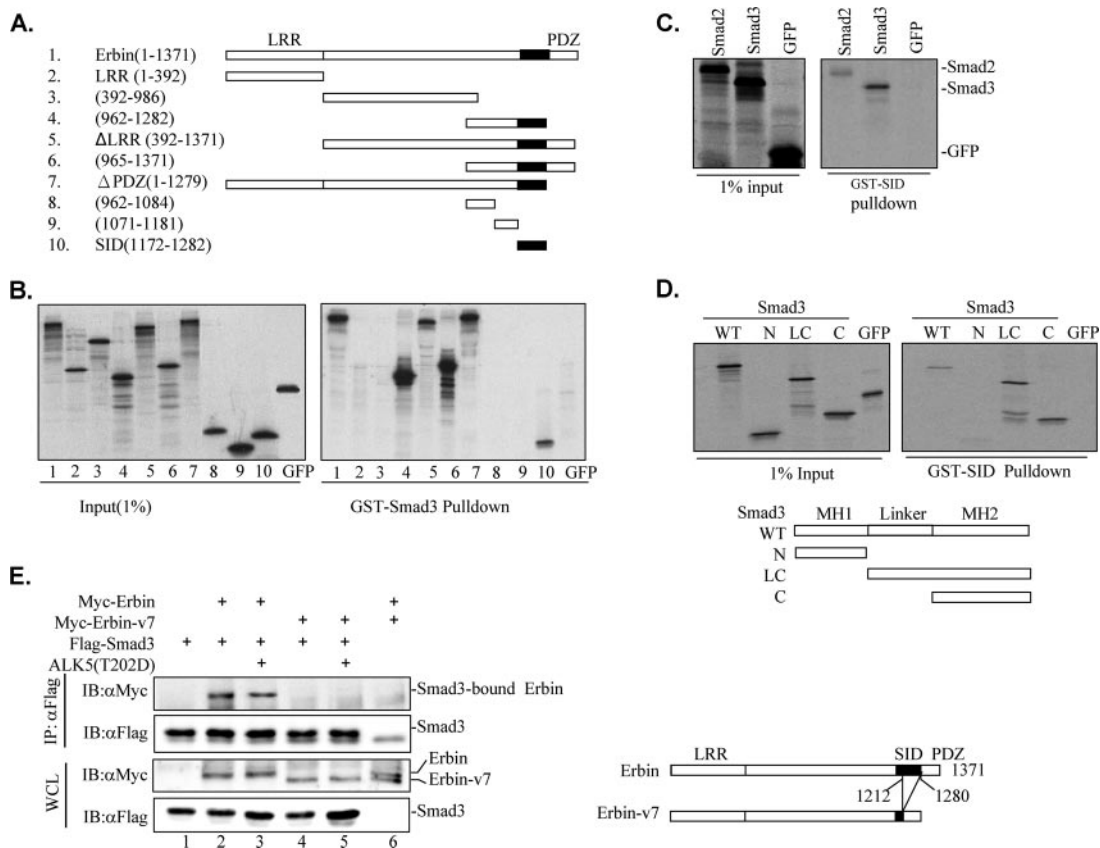 A.
LRR PDZ
1. Erbin(1-1371)
2. LRR (1-392)
3. (392-986)
4. (962-1282)
5. ΔLRR (392-1371)
6. (965-1371)
7. △PDZ(1-1279)
8. (962-1084)
9. (1071-1181)
10. SID(1172-1282)
B.
1 2 3 4 5 6 7 8 9 10 GFP
Input(1%)
1 2 3 4 5 6 7 8 9 10 GFP
GST-Smad3 Pulldown
C.
Smad2 Smad3 GFP
Smad2 Smad3 GFP
-Smad2
-Smad3
-GFP
1% input
GST-SID
pulldown
D.
Smad3
WT N LC C GFP
Smad3
WT N LC C GFP
1% Input
GST-SID Pulldown
Smad3 MH1 Linker MH2
WT
N
LC
C
E.
Myc-Erbin + + +
Myc-Erbin-v7 + + +
Flag-Smad3 + + + + +
ALK5(T202D) + +
IP: αFlag
IB:αMyc -Smad3-bound Erbin
IB:αFlag -Smad3
WCL
IB:αMyc Erbin
Erbin-v7
IB:αFlag -Smad3
1 2 3 4 5 6
LRR SID PDZ
Erbin 1371
1212 1280
Erbin-v7